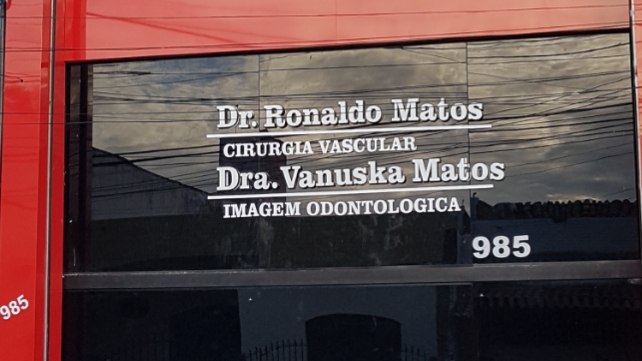 Dr. Ronaldo Matos
CIRURGIA VASCULAR
Dra. Vanuska Matos
IMAGEM ODONTOLOGICA
985
985